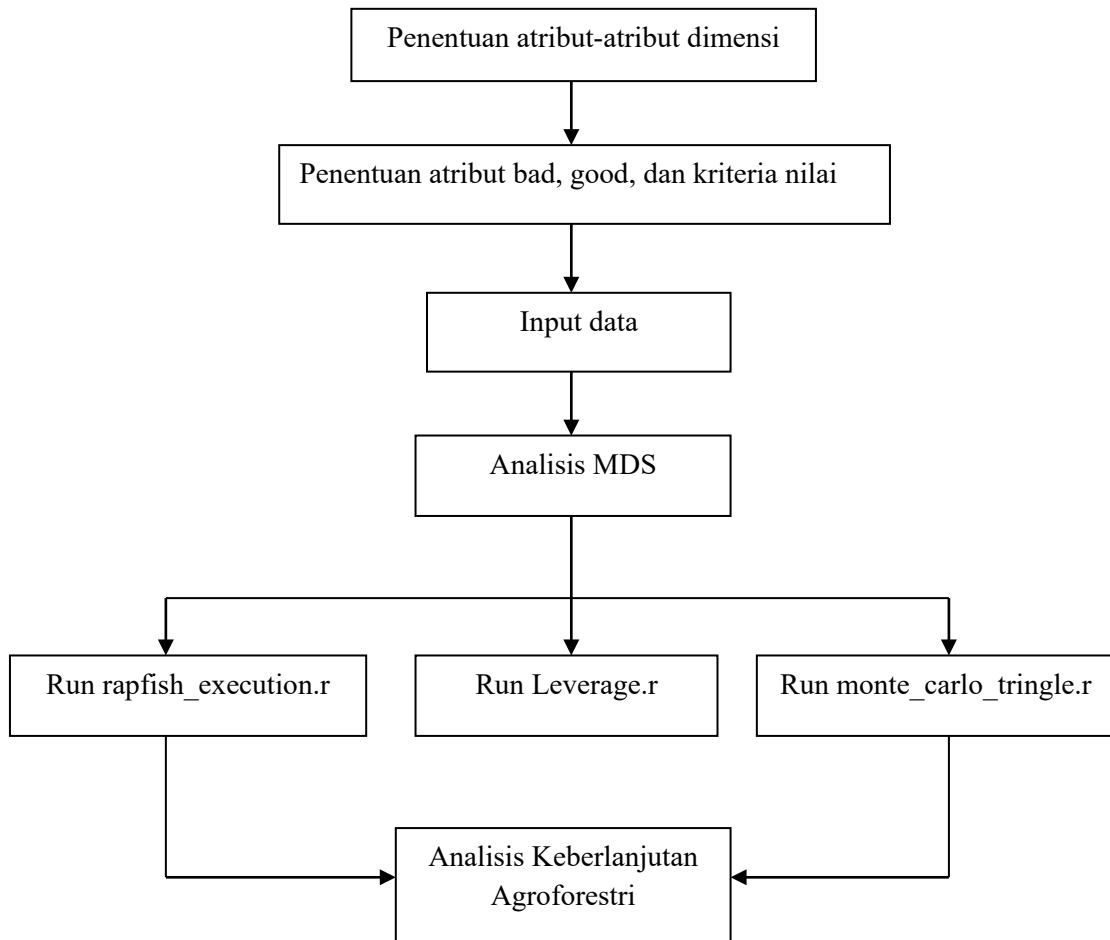 Penentuan atribut-atribut dimensi
Penentuan atribut bad, good, dan kriteria nilai
Input data
Analisis MDS
Run rapfish_execution.r
Run Leverage.r
Run monte_carlo_tringle.r
Analisis Keberlanjutan
Agroforestri